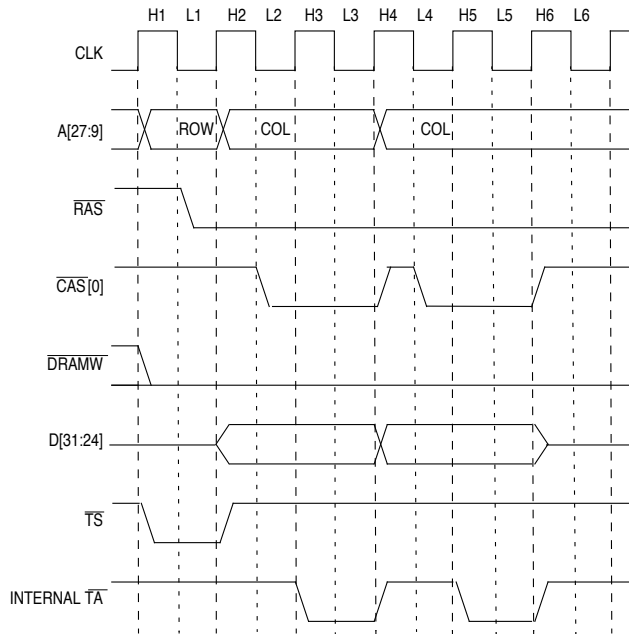 H1 L1 H2 L2 H3 L3 H4 L4 H5 L5 H6 L6
CLK
A[27:9] ROW COL COL
RAS
CAS[0]
DRAMW
D[31:24]
TS
INTERNAL TA